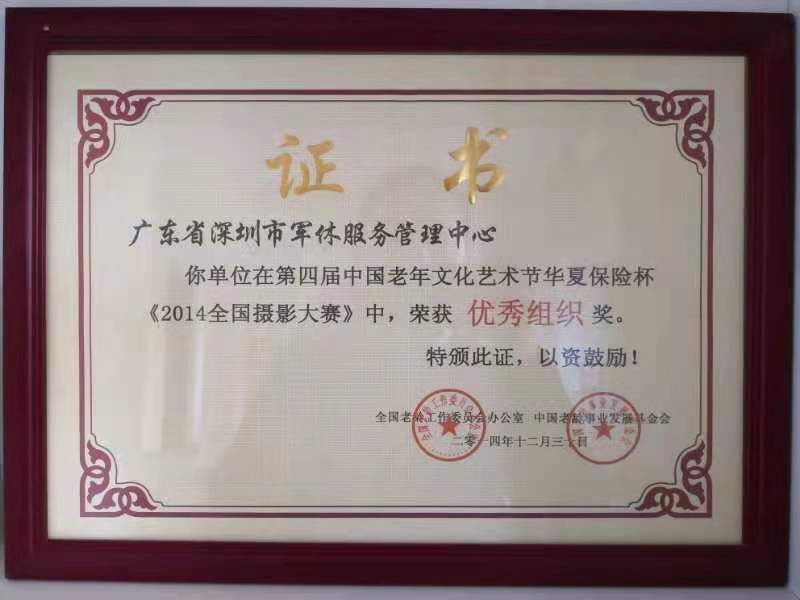 证书
广东省深圳市军休服务管理中心
你单位在第四届中国老年文化艺术节华夏保险杯
《2014全国摄影大赛》中，荣获 优秀组织 奖。
特颁此证，以资鼓励！
全国老龄工作委员会办公室 中国老龄事业发展基金会
二零一四年十二月三十日